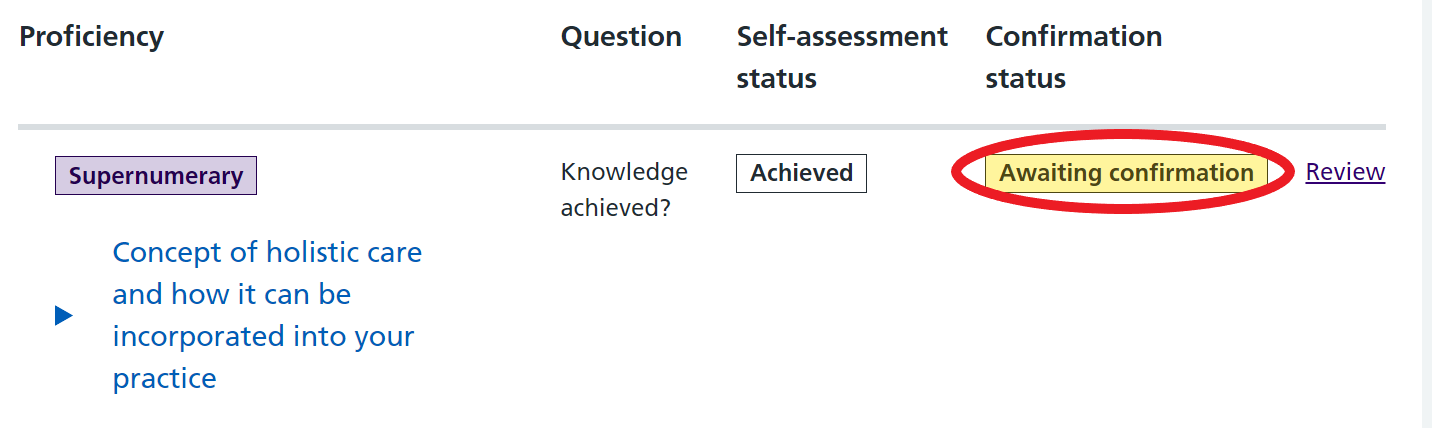 Proficiency Question Self-assessment status Confirmation status
Supernumerary
Knowledge achieved?
Achieved
Awaiting confirmation
Review
Concept of holistic care
and how it can be
incorporated into your
practice